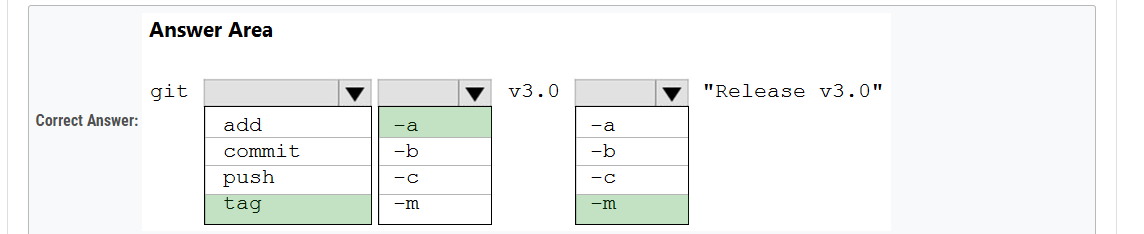 Answer Area
git v3.0 "Release v3.0"
Correct Answer:
add -a -a
commit -b -b
push -c -c
tag -m -m